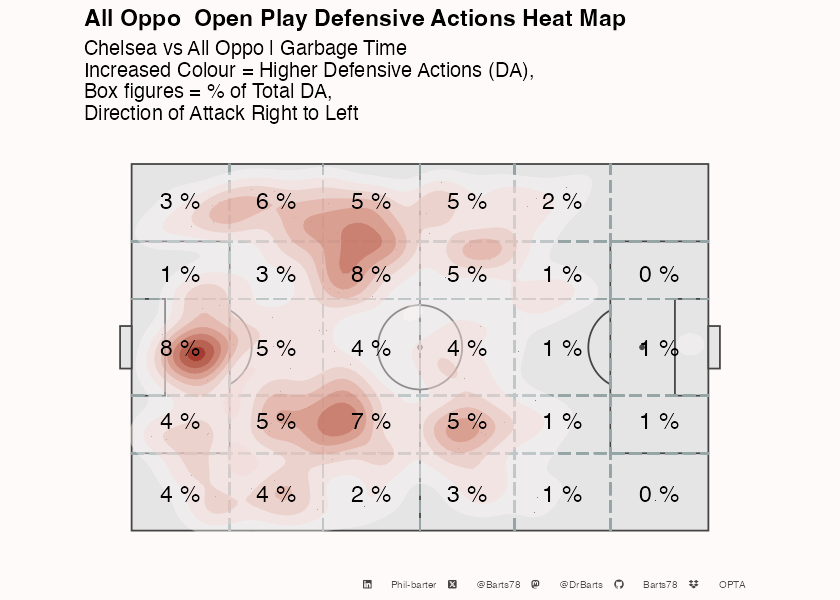 All Oppo  Open Play Defensive Actions Heat Map
Chelsea vs All Oppo | Garbage Time
Increased Colour = Higher Defensive Actions (DA),
Box figures = % of Total DA,
Direction of Attack Right to Left
3 % 6 % 5 % 5 % 2 %
1 % 3 % 8 % 5 % 1 % 0 %
8 % 5 % 4 % 4 % 1 % 1 %
4 % 5 % 7 % 5 % 1 % 1 %
4 % 4 % 2 % 3 % 1 % 0 %
Phil-barter @Barts78 @DrBarts Barts78 OPTA